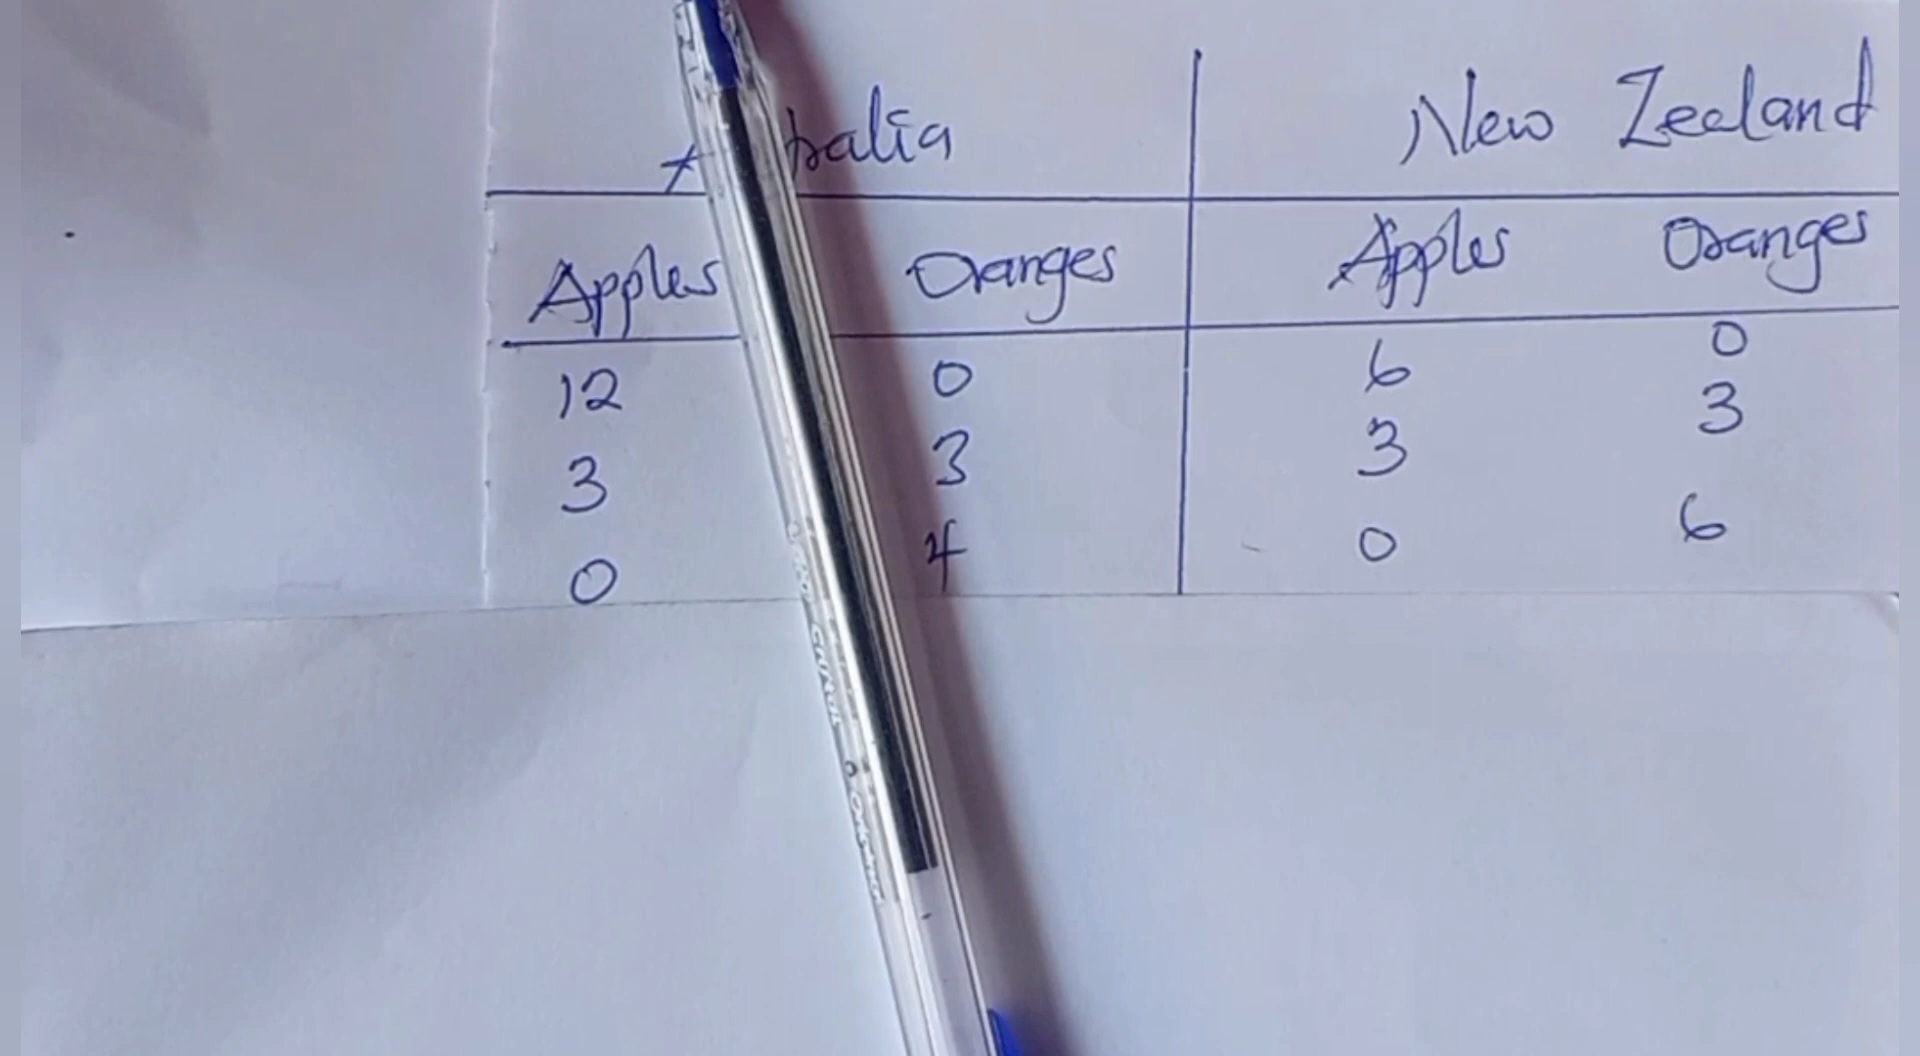 New Zealand
Apples Oranges Apples Oranges
12 0 6 0
3 3 3 3
0 4 0 6